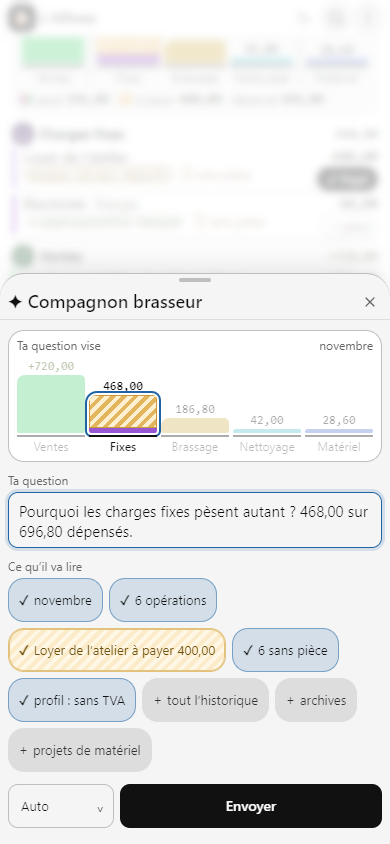 ✦ Compagnon brasseur ×
Ta question vise novembre
+720,00
468,00
186,80
42,00
28,60
Ventes Fixes Brassage Nettoyage Matériel
Ta question
Pourquoi les charges fixes pèsent autant ? 468,00 sur
696,80 dépensés.
Ce qu'il va lire
✓ novembre ✓ 6 opérations
✓ Loyer de l'atelier à payer 400,00 ✓ 6 sans pièce
✓ profil : sans TVA + tout l'historique + archives
+ projets de matériel
Auto v Envoyer